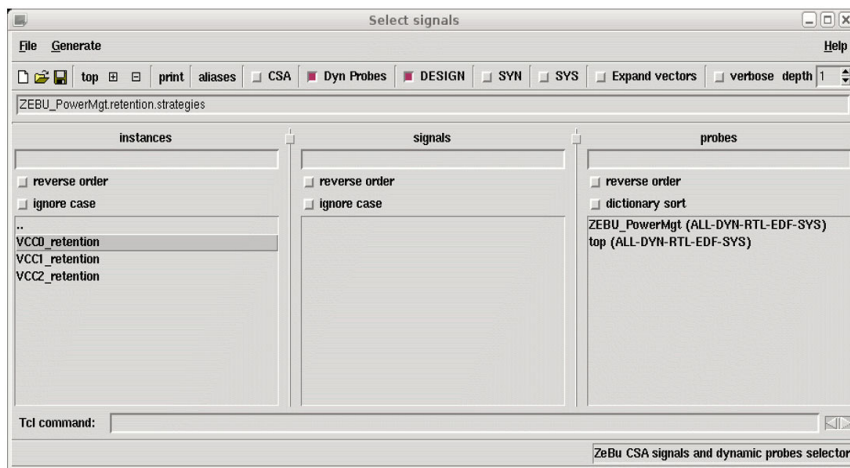 Select signals
File Generate Help
top print aliases CSA Dyn Probes DESIGN SYN SYS Expand vectors verbose depth 1
ZEBU_PowerMgt.retention.strategies
instances signals probes
reverse order reverse order reverse order
ignore case ignore case dictionary sort
.. ZEBU_PowerMgt (ALL-DYN-RTL-EDF-SYS)
VCC0_retention top (ALL-DYN-RTL-EDF-SYS)
VCC1_retention
VCC2_retention
Tcl command:
ZeBu CSA signals and dynamic probes selector